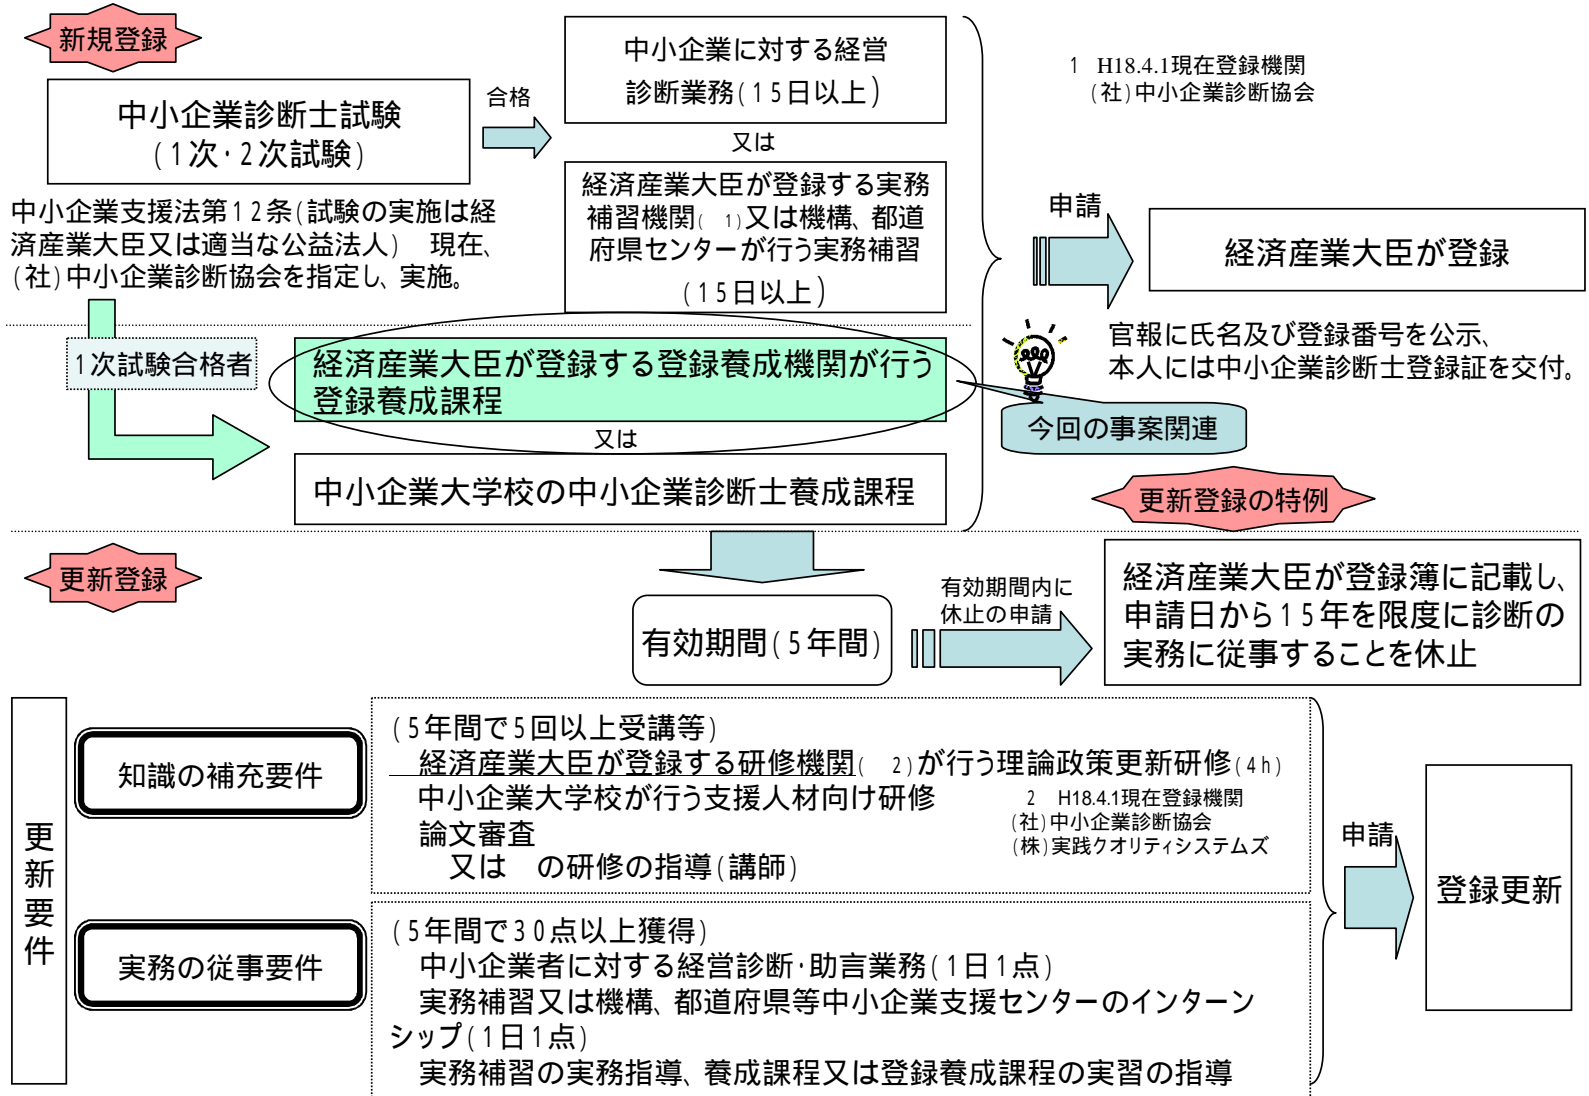 新規登録
中小企業診断士試験
(1次・2次試験)
合格
中小企業に対する経営
診断業務(15日以上)
又は
経済産業大臣が登録する実務
補習機関( 1)又は機構、都道
府県センターが行う実務補習
(15日以上)
1 H18.4.1現在登録機関
(社)中小企業診断協会
中小企業支援法第12条(試験の実施は経
済産業大臣又は適当な公益法人) 現在、
(社)中小企業診断協会を指定し、実施。
申請
経済産業大臣が登録
官報に氏名及び登録番号を公示、
本人には中小企業診断士登録証を交付。
1次試験合格者
経済産業大臣が登録する登録養成機関が行う
登録養成課程
今回の事案関連
又は
中小企業大学校の中小企業診断士養成課程
更新登録の特例
更新登録
有効期間(5年間)
有効期間内に
休止の申請
経済産業大臣が登録簿に記載し、
申請日から15年を限度に診断の
実務に従事することを休止
更新要件
知識の補充要件
(5年間で5回以上受講等)
経済産業大臣が登録する研修機関( 2)が行う理論政策更新研修(4h)
中小企業大学校が行う支援人材向け研修
論文審査
又は の研修の指導(講師)
2 H18.4.1現在登録機関
(社)中小企業診断協会
(株)実践クオリティシステムズ
実務の従事要件
(5年間で30点以上獲得)
中小企業者に対する経営診断・助言業務(1日1点)
実務補習又は機構、都道府県等中小企業支援センターのインターン
シップ(1日1点)
実務補習の実務指導、養成課程又は登録養成課程の実習の指導
申請
登録更新